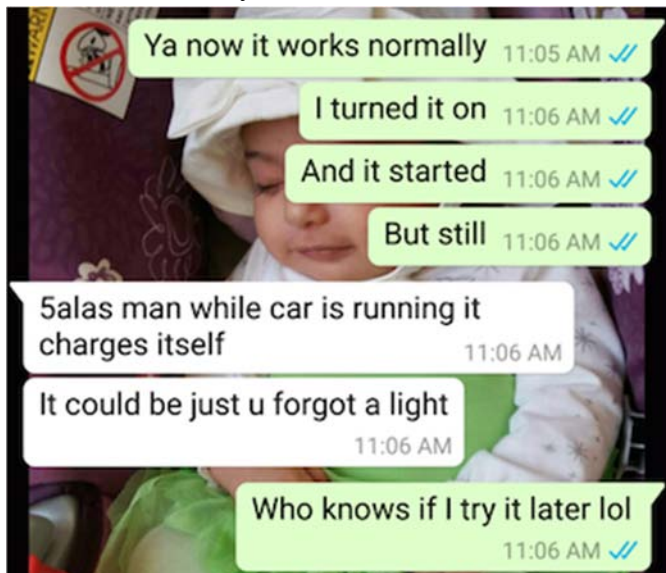 Ya now it works normally 11:05 AM
I turned it on 11:06 AM
And it started 11:06 AM
But still 11:06 AM
5alas man while car is running it
charges itself 11:06 AM
It could be just u forgot a light
11:06 AM
Who knows if I try it later lol
11:06 AM